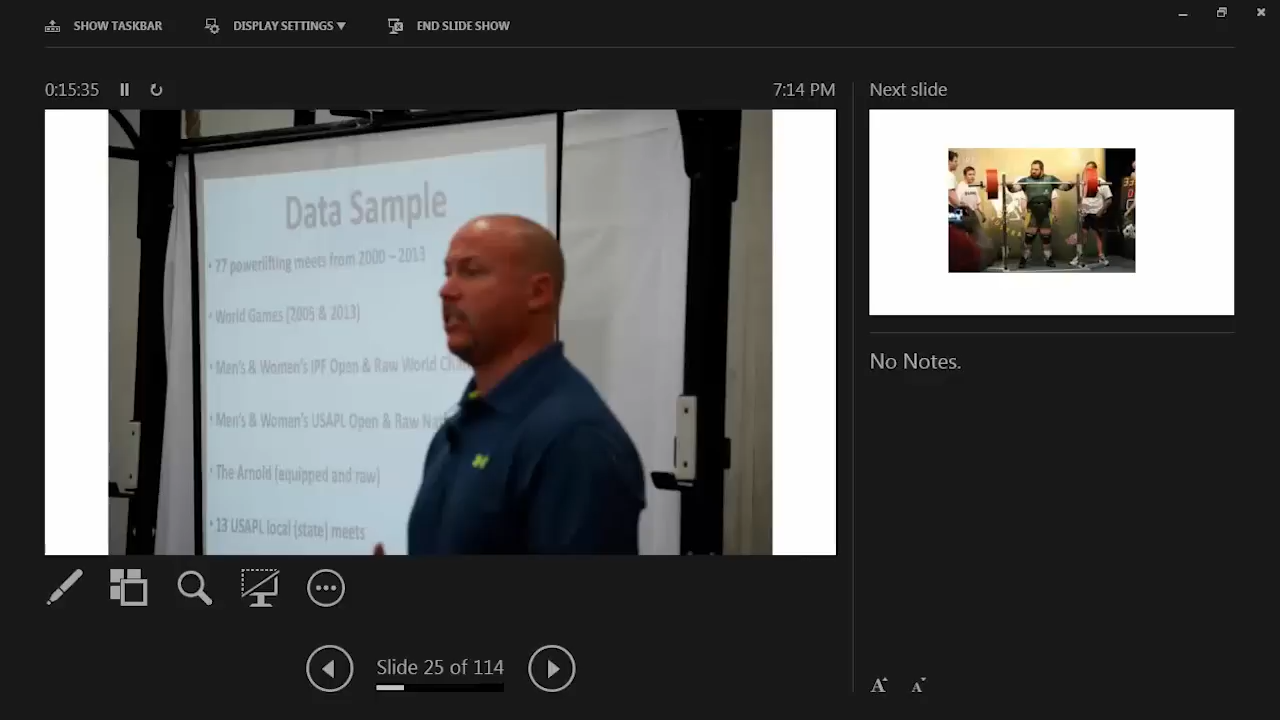 SHOW TASKBAR
DISPLAY SETTINGS
END SLIDE SHOW
0:15:35
7:14 PM
Next slide
Data Sample
• 77 powerlifting meets from 2000 – 2013
• World Games (2005 & 2013)
• Men's & Women's IPF Open & Raw World
• Men's & Women's USAPL Open & Raw
• The Arnold (equipped and raw)
• 13 USAPL local (state) meets
No Notes.
Slide 25 of 114
A A